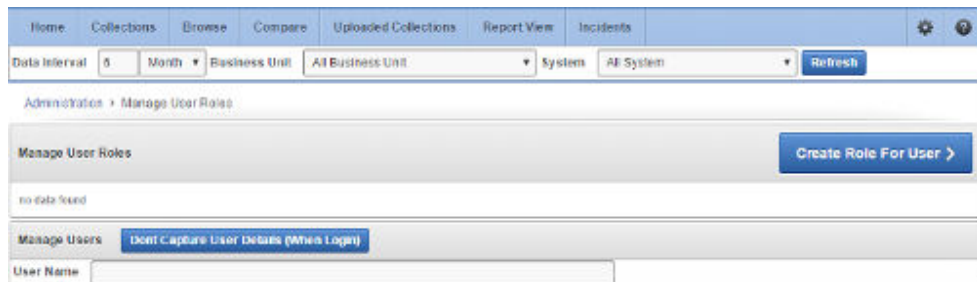 Home Collections Browse Compare Uploaded Collections Report View Incidents
Data Interval 6 Month Business Unit All Business Unit System All System Refresh
Administration › Manage User Roles
Manage User Roles Create Role For User
no data found
Manage Users Dont Capture User Details (When Login)
User Name